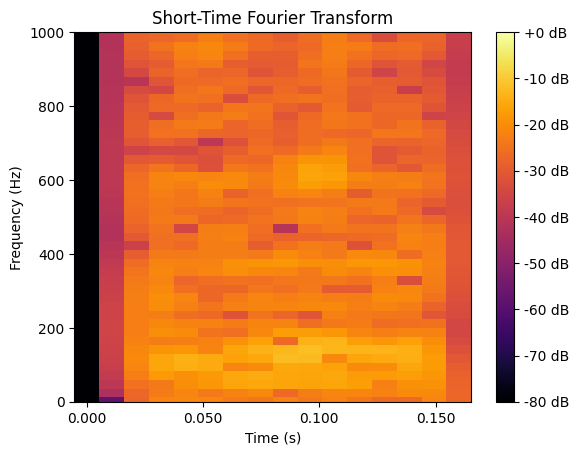 Short-Time Fourier Transform
1000
800
600
400
200
0
Frequency (Hz)
0.000
0.050
0.100
0.150
Time (s)
+0 dB
-10 dB
-20 dB
-30 dB
-40 dB
-50 dB
-60 dB
-70 dB
-80 dB